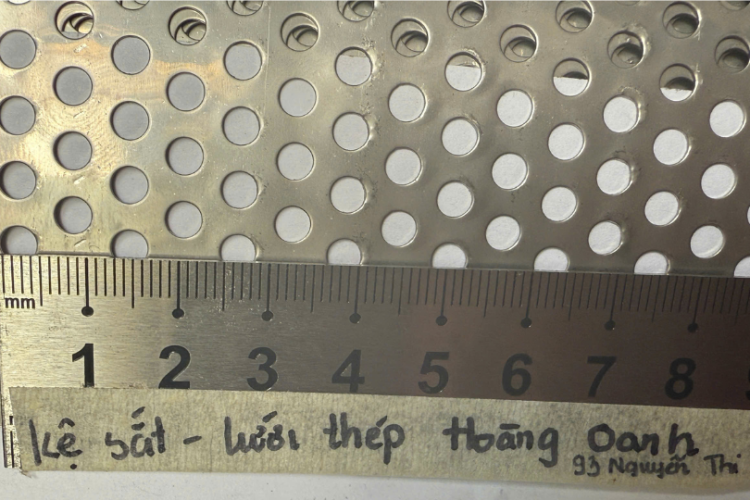 mm
1 2 3 4 5 6 7 8
Kệ sắt - lưới thép Hoàng Oanh
93 Nguyễn Thi